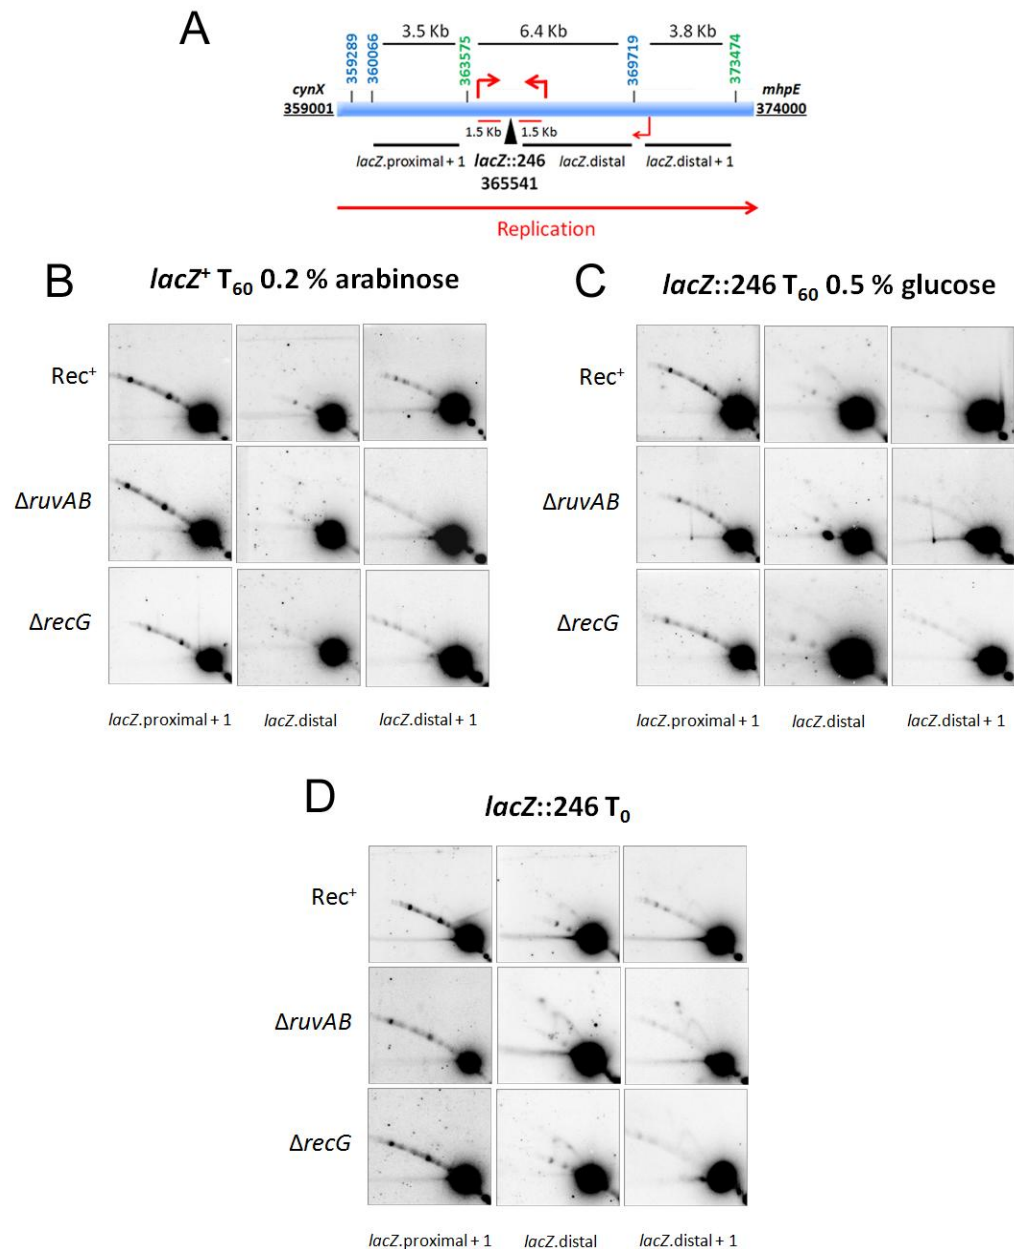 A
3.5 Kb 6.4 Kb 3.8 Kb
359289 360066 363575 369719 373474
cynX mhpE
359001 374000
1.5 Kb 1.5 Kb
lacZ.proximal + 1 lacZ::246 lacZ.distal lacZ.distal + 1
365541
Replication
B lacZ⁺ T₆₀ 0.2 % arabinose
Rec⁺
ΔruvAB
ΔrecG
lacZ.proximal + 1 lacZ.distal lacZ.distal + 1
C lacZ::246 T₆₀ 0.5 % glucose
Rec⁺
ΔruvAB
ΔrecG
lacZ.proximal + 1 lacZ.distal lacZ.distal + 1
D lacZ::246 T₀
Rec⁺
ΔruvAB
ΔrecG
lacZ.proximal + 1 lacZ.distal lacZ.distal + 1